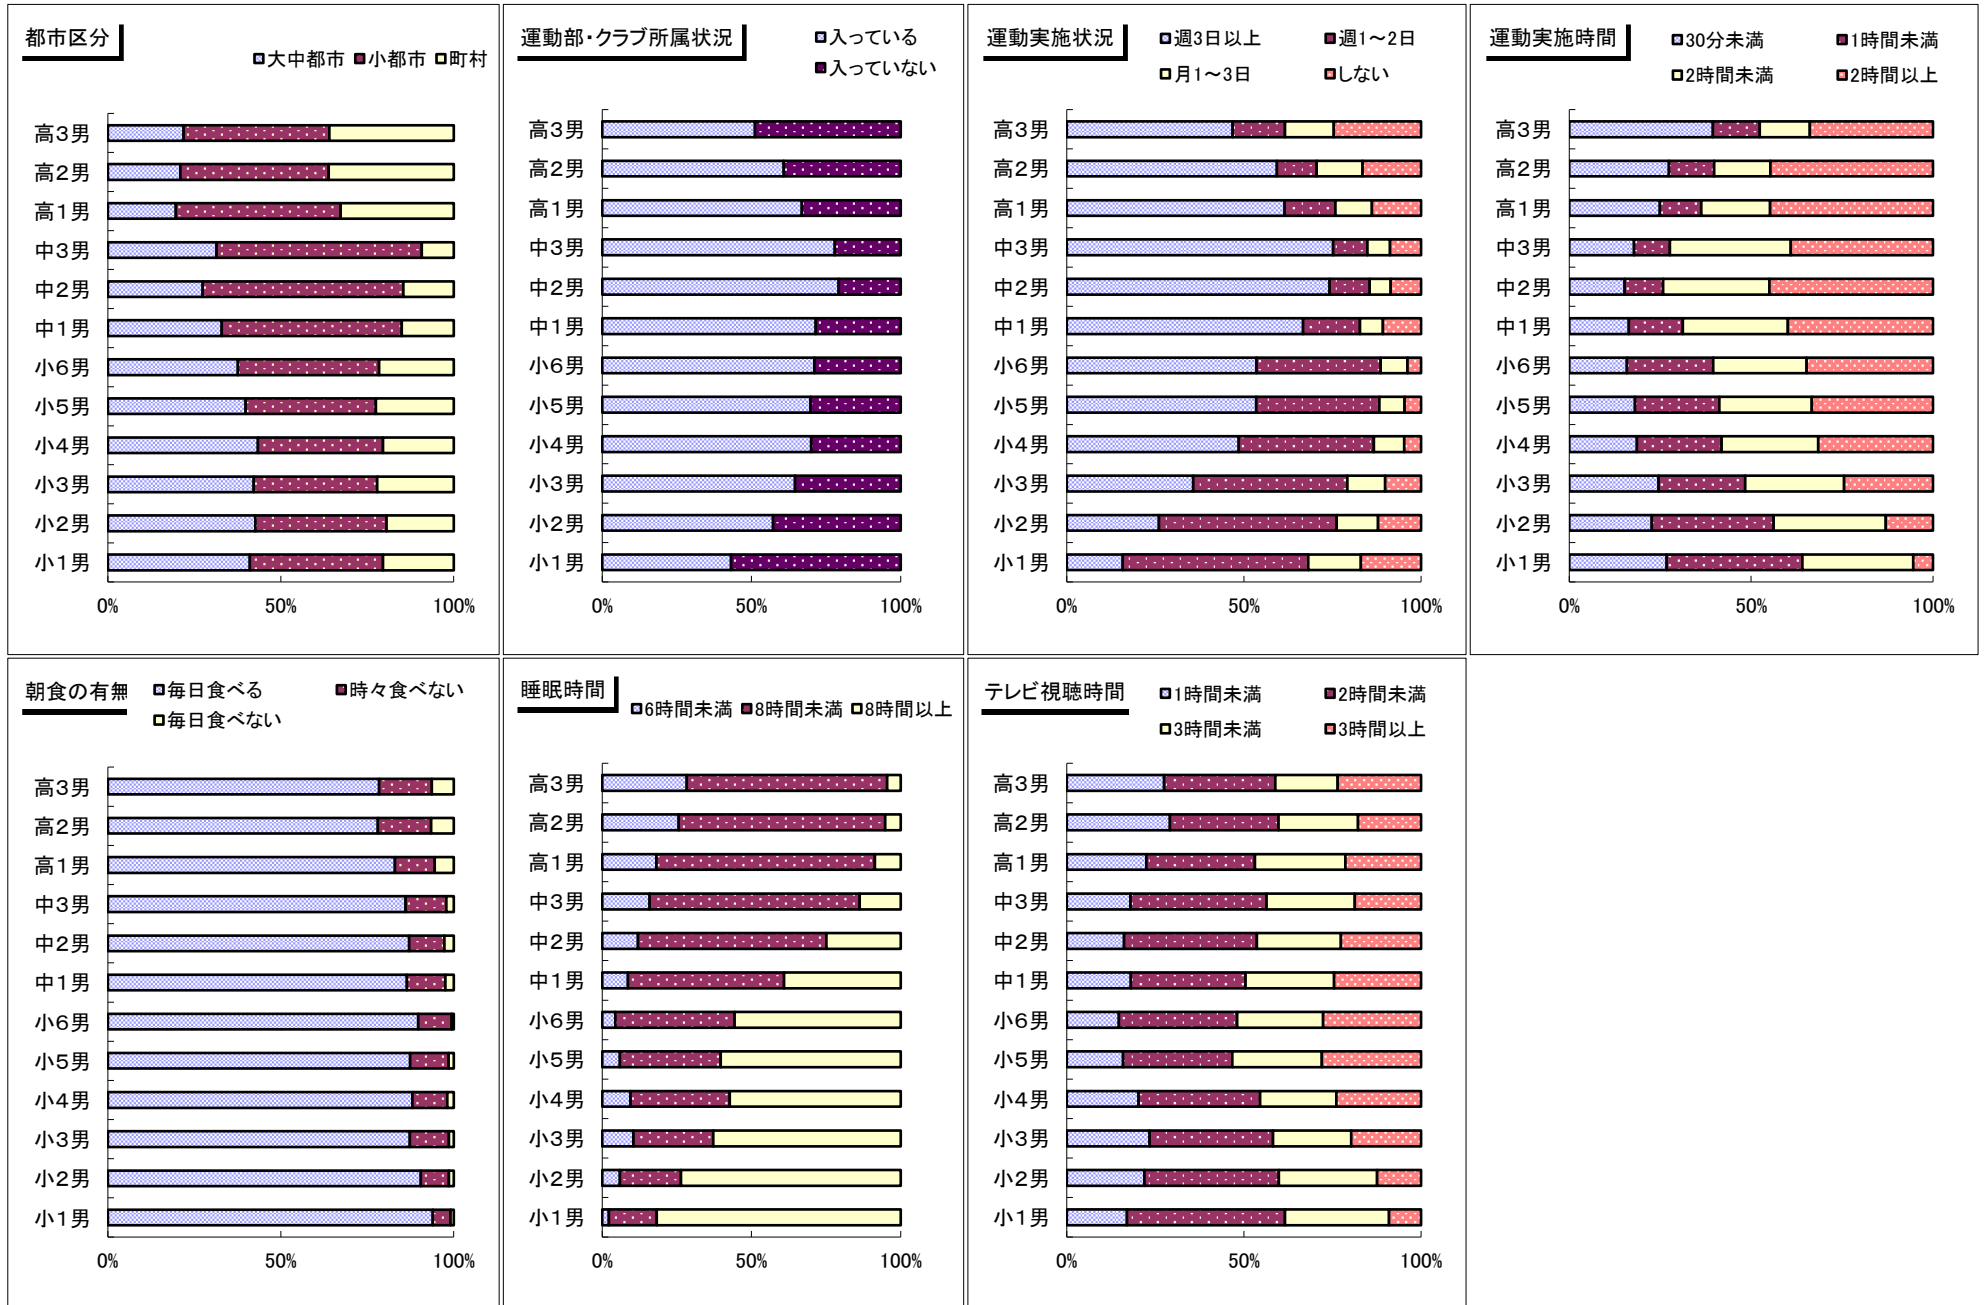 都市区分
大中都市 小都市 町村
高3男
高2男
高1男
中3男
中2男
中1男
小6男
小5男
小4男
小3男
小2男
小1男
0% 50% 100%
運動部・クラブ所属状況
入っている
入っていない
高3男
高2男
高1男
中3男
中2男
中1男
小6男
小5男
小4男
小3男
小2男
小1男
0% 50% 100%
運動実施状況
週3日以上 週1～2日
月1～3日 しない
高3男
高2男
高1男
中3男
中2男
中1男
小6男
小5男
小4男
小3男
小2男
小1男
0% 50% 100%
運動実施時間
30分未満 1時間未満
2時間未満 2時間以上
高3男
高2男
高1男
中3男
中2男
中1男
小6男
小5男
小4男
小3男
小2男
小1男
0% 50% 100%
朝食の有無
毎日食べる 時々食べない
毎日食べない
高3男
高2男
高1男
中3男
中2男
中1男
小6男
小5男
小4男
小3男
小2男
小1男
0% 50% 100%
睡眠時間
6時間未満 8時間未満 8時間以上
高3男
高2男
高1男
中3男
中2男
中1男
小6男
小5男
小4男
小3男
小2男
小1男
0% 50% 100%
テレビ視聴時間
1時間未満 2時間未満
3時間未満 3時間以上
高3男
高2男
高1男
中3男
中2男
中1男
小6男
小5男
小4男
小3男
小2男
小1男
0% 50% 100%